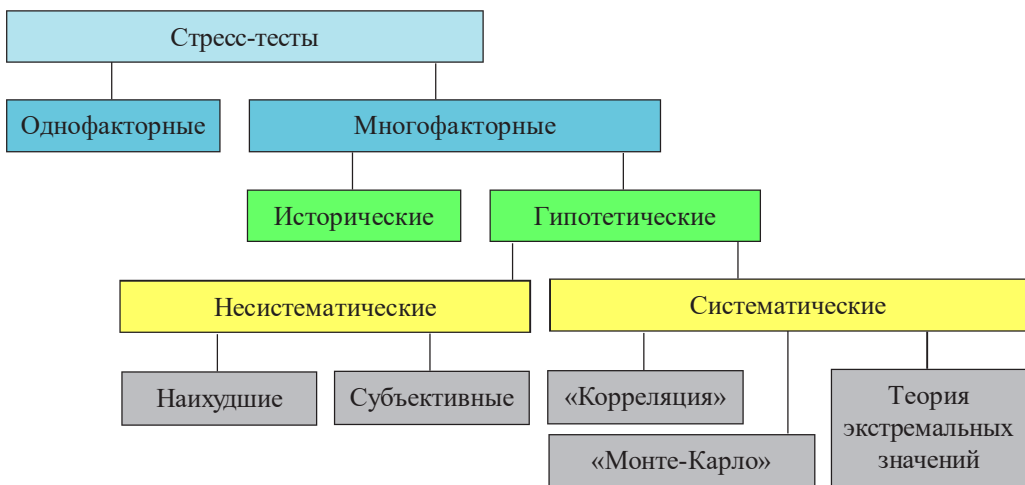 Стресс-тесты
Однофакторные
Многофакторные
Исторические
Гипотетические
Несистематические
Систематические
Наихудшие
Субъективные
«Корреляция»
«Монте-Карло»
Теория
экстремальных
значений